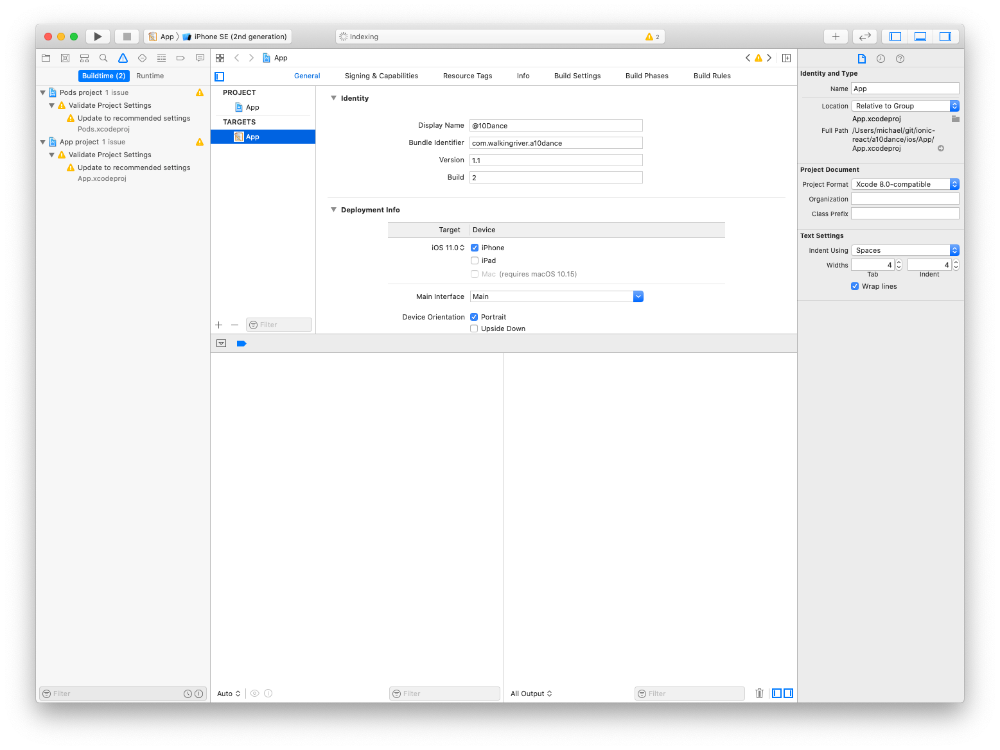 App 〉 iPhone SE (2nd generation)
Indexing
2
Buildtime (2)
Runtime
Pods project 1 issue
Validate Project Settings
Update to recommended settings
Pods.xcodeproj
App project 1 issue
Validate Project Settings
Update to recommended settings
App.xcodeproj
Filter
App
General
Signing & Capabilities
Resource Tags
Info
Build Settings
Build Phases
Build Rules
PROJECT
App
TARGETS
App
Filter
Identity
Display Name @10Dance
Bundle Identifier com.walkingriver.a10dance
Version 1.1
Build 2
Deployment Info
Target Device
iOS 11.0 iPhone
iPad
Mac (requires macOS 10.15)
Main Interface Main
Device Orientation Portrait
Upside Down
Auto
Filter
All Output
Filter
Identity and Type
Name App
Location Relative to Group
App.xcodeproj
Full Path /Users/michael/git/ionic-
react/a10dance/ios/App/
App.xcodeproj
Project Document
Project Format Xcode 8.0-compatible
Organization
Class Prefix
Text Settings
Indent Using Spaces
Widths 4 4
Tab Indent
Wrap lines